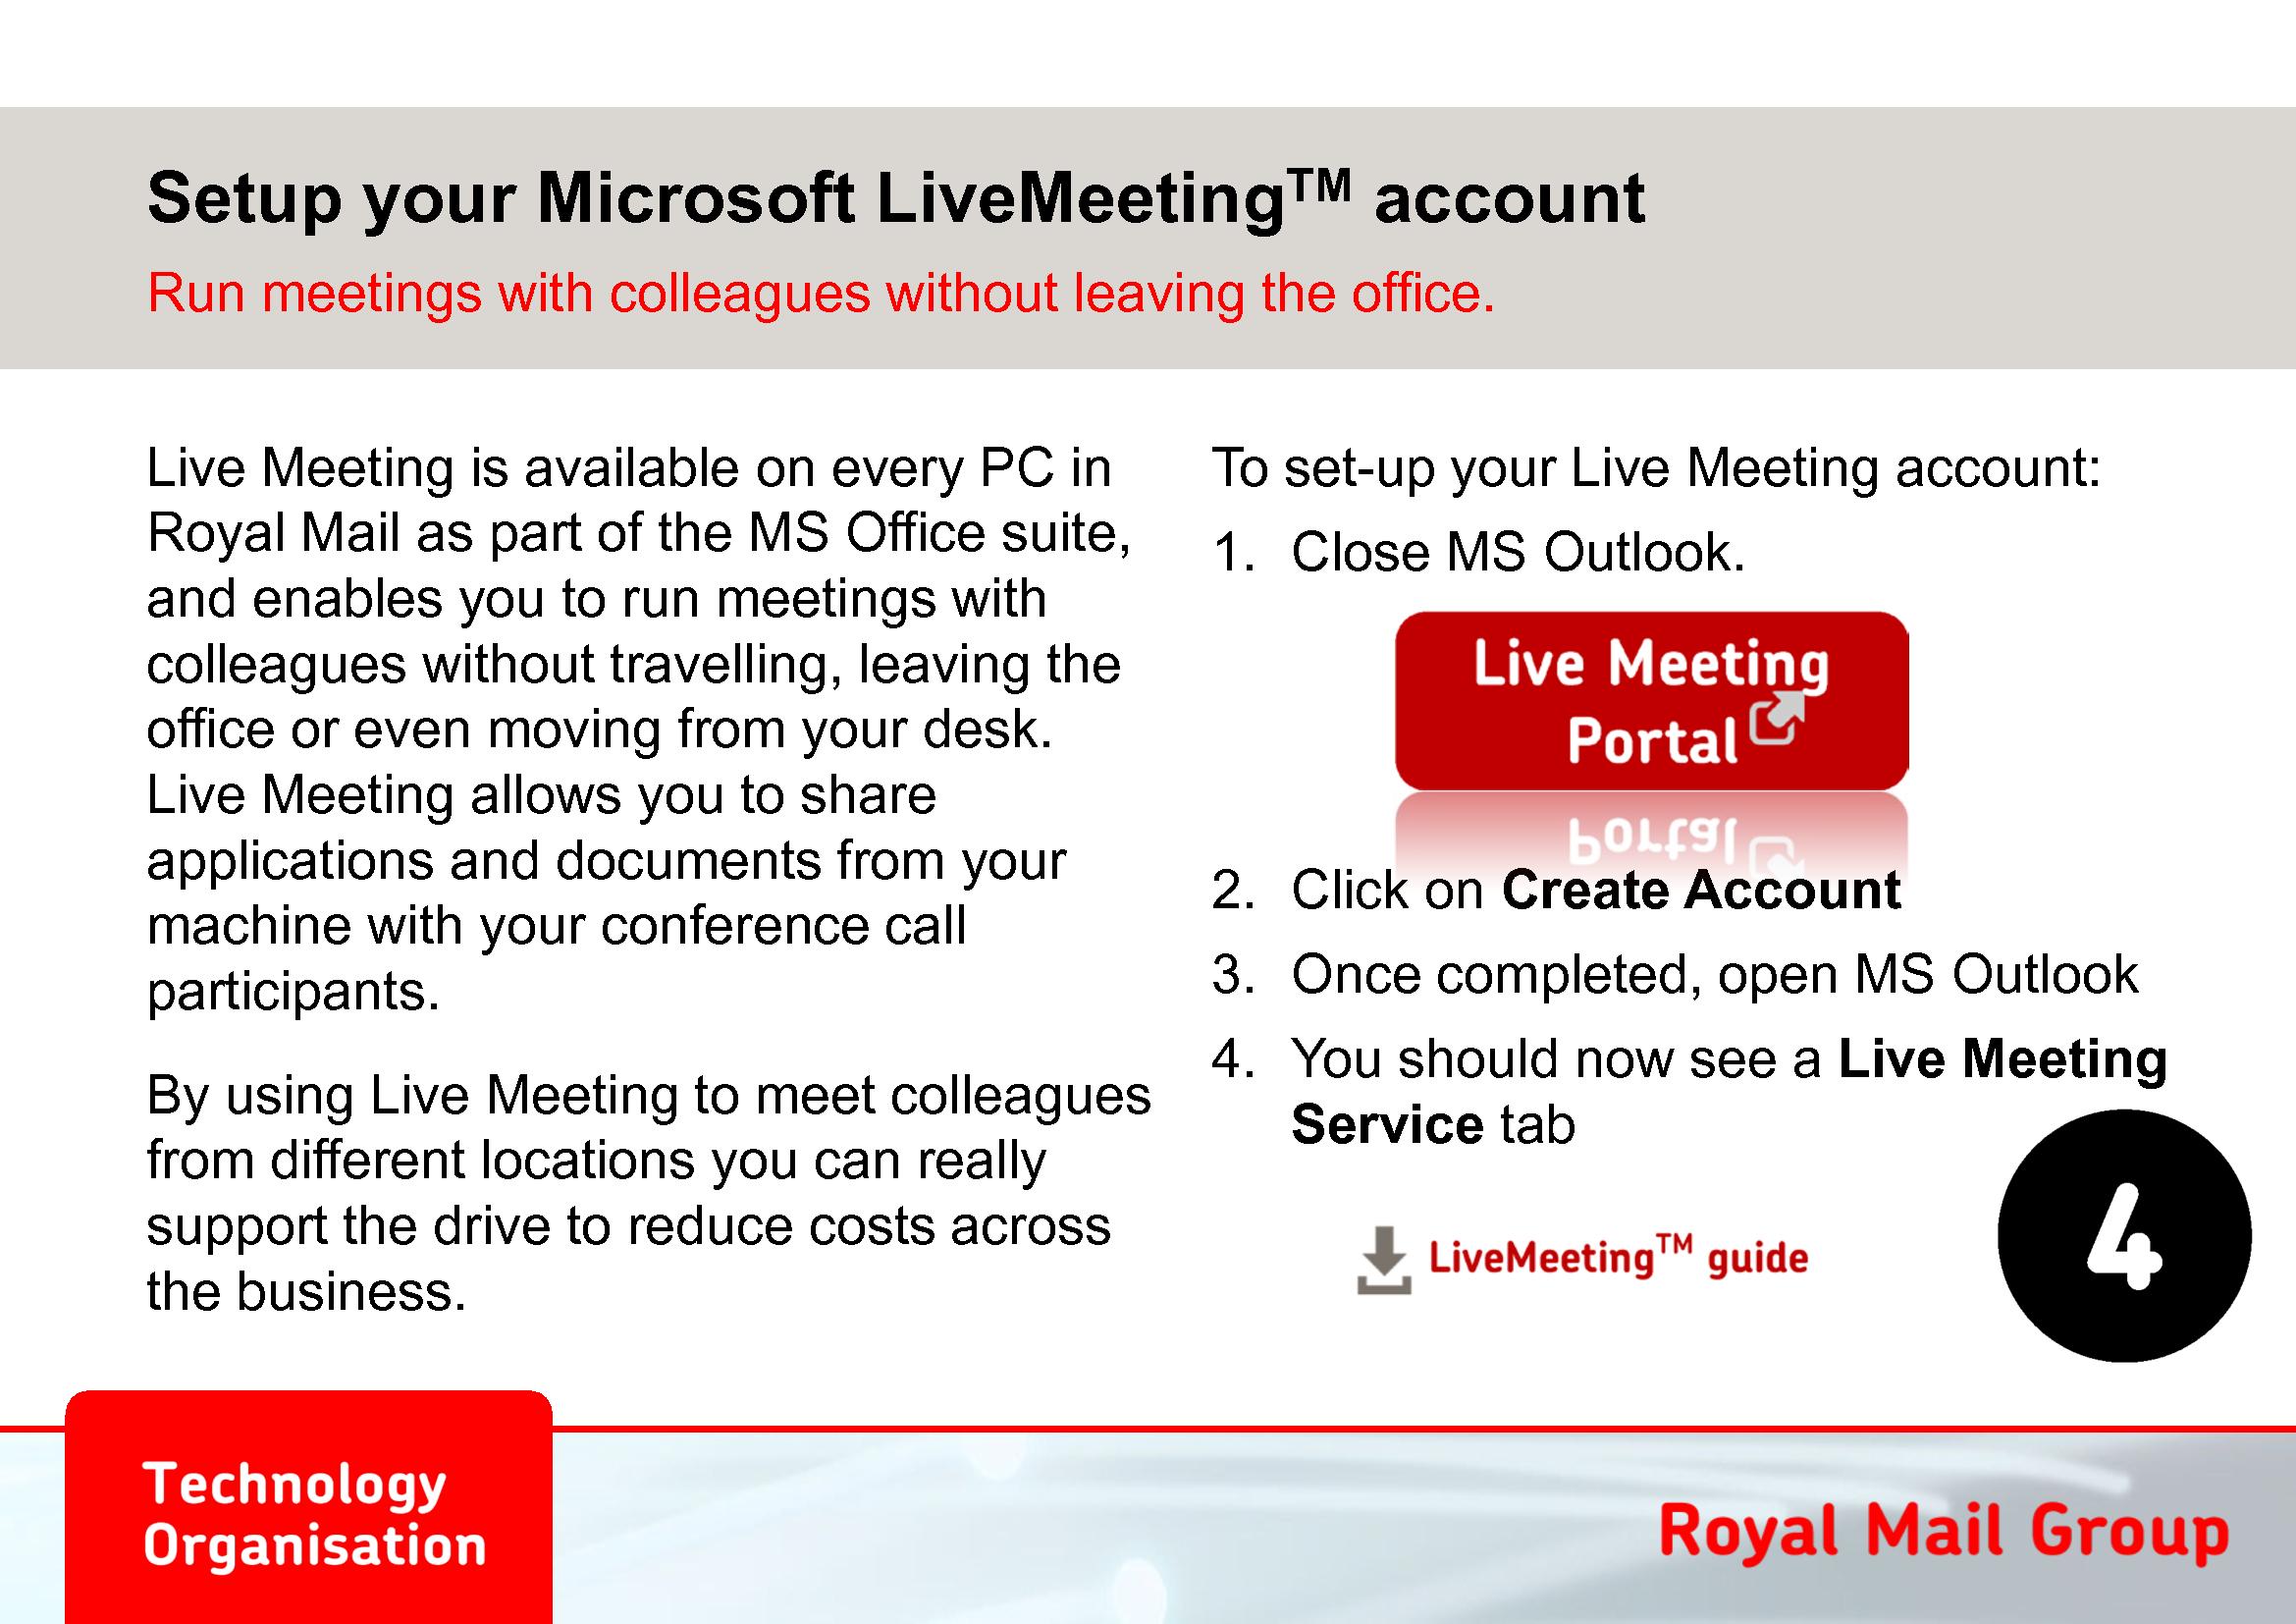 Setup your Microsoft LiveMeeting™ account
Run meetings with colleagues without leaving the office.
Live Meeting is available on every PC in
Royal Mail as part of the MS Office suite,
and enables you to run meetings with
colleagues without travelling, leaving the
office or even moving from your desk.
Live Meeting allows you to share
applications and documents from your
machine with your conference call
participants.
By using Live Meeting to meet colleagues
from different locations you can really
support the drive to reduce costs across
the business.
To set-up your Live Meeting account:
1. Close MS Outlook.
Live Meeting
Portal
2. Click on Create Account
3. Once completed, open MS Outlook
4. You should now see a Live Meeting
Service tab
LiveMeeting™ guide
4
Technology
Organisation
Royal Mail Group